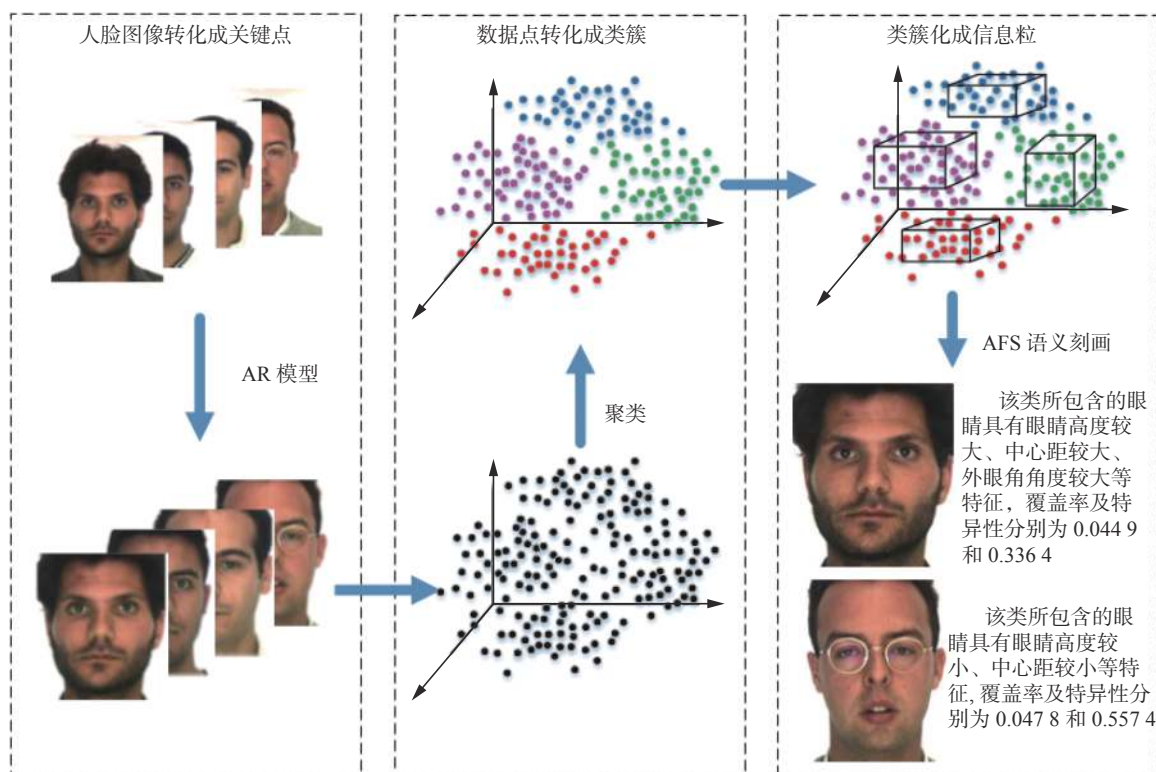 人脸图像转化成关键点
数据点转化成类簇
类簇化成信息粒
AR 模型
聚类
AFS 语义刻画
该类所包含的眼
睛具有眼睛高度较
大、中心距较大、
外眼角角度较大等
特征，覆盖率及特
异性分别为 0.044 9
和 0.336 4
该类所包含的眼
睛具有眼睛高度较
小、中心距较小等特
征, 覆盖率及特异性分
别为 0.047 8 和 0.557 4